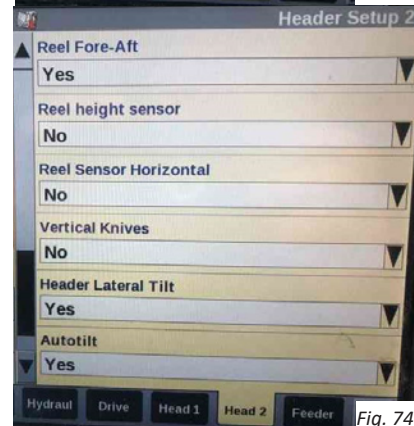 Header Setup 2
Reel Fore-Aft
Yes
Reel height sensor
No
Reel Sensor Horizontal
No
Vertical Knives
No
Header Lateral Tilt
Yes
Autotilt
Yes
Hydraul Drive Head 1 Head 2 Feeder
Fig. 74